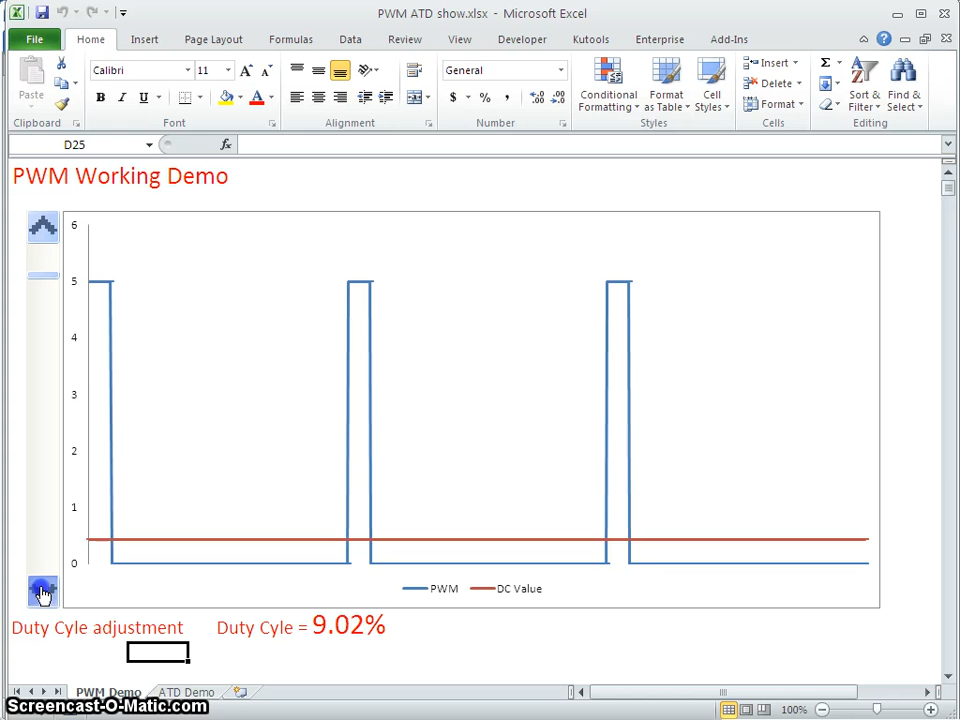 PWM ATD show.xlsx - Microsoft Excel
File Home Insert Page Layout Formulas Data Review View Developer Kutools Enterprise Add-Ins
Paste
Calibri 11
B I U
General
$ % ,
Conditional Formatting
Format as Table
Cell Styles
Insert
Delete
Format
Σ
Sort & Filter
Find & Select
Clipboard Font Alignment Number Styles Cells Editing
D25 fx
PWM Working Demo
6
5
4
3
2
1
0
PWM DC Value
Duty Cyle adjustment Duty Cyle = 9.02%
PWM Demo ATD Demo
Screencast-O-Matic.com 100%